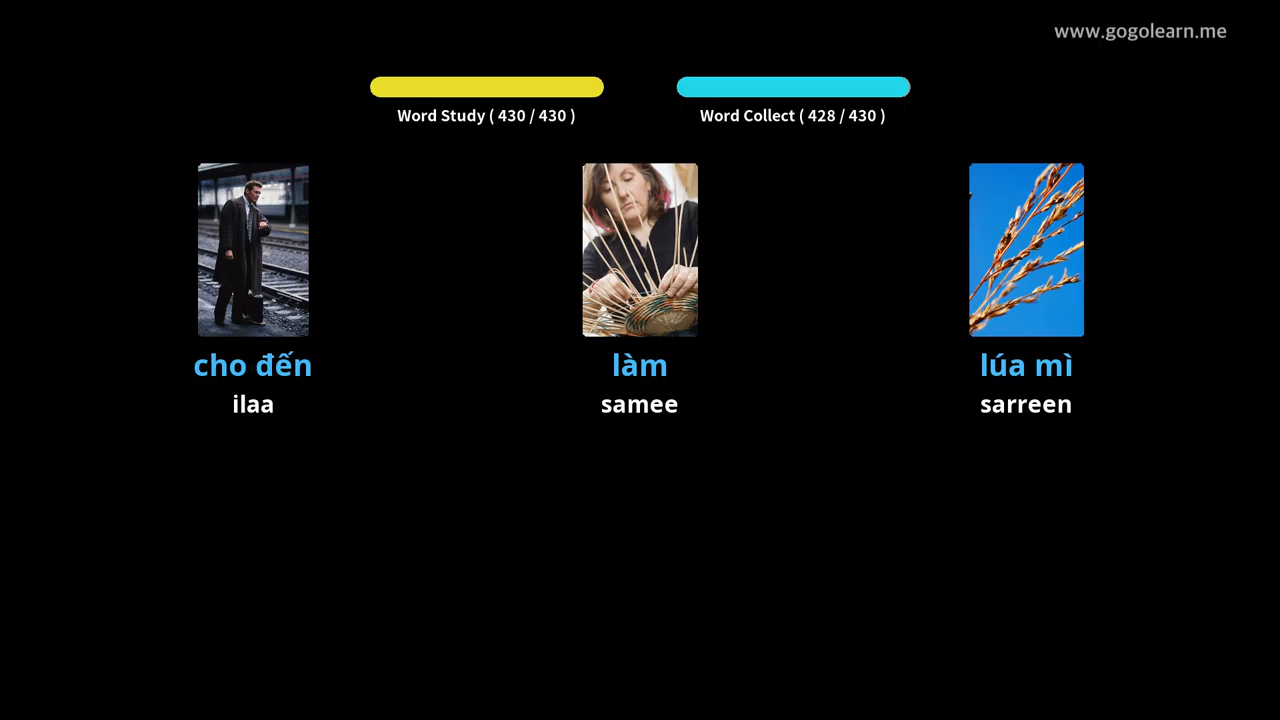 www.gogolearn.me
Word Study ( 430 / 430 )
Word Collect ( 428 / 430 )
cho đến
ilaa
làm
samee
lúa mì
sarreen